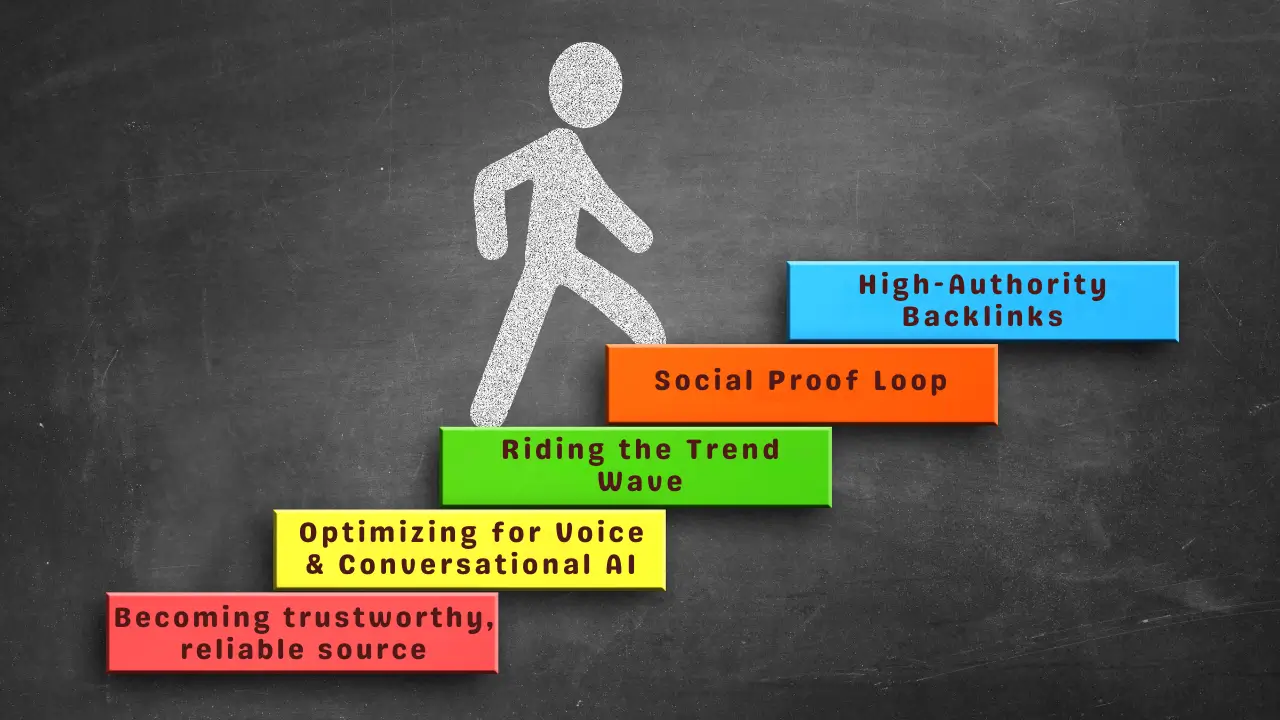 High-Authority
Backlinks
Social Proof Loop
Riding the Trend
Wave
Optimizing for Voice
& Conversational AI
Becoming trustworthy,
reliable source